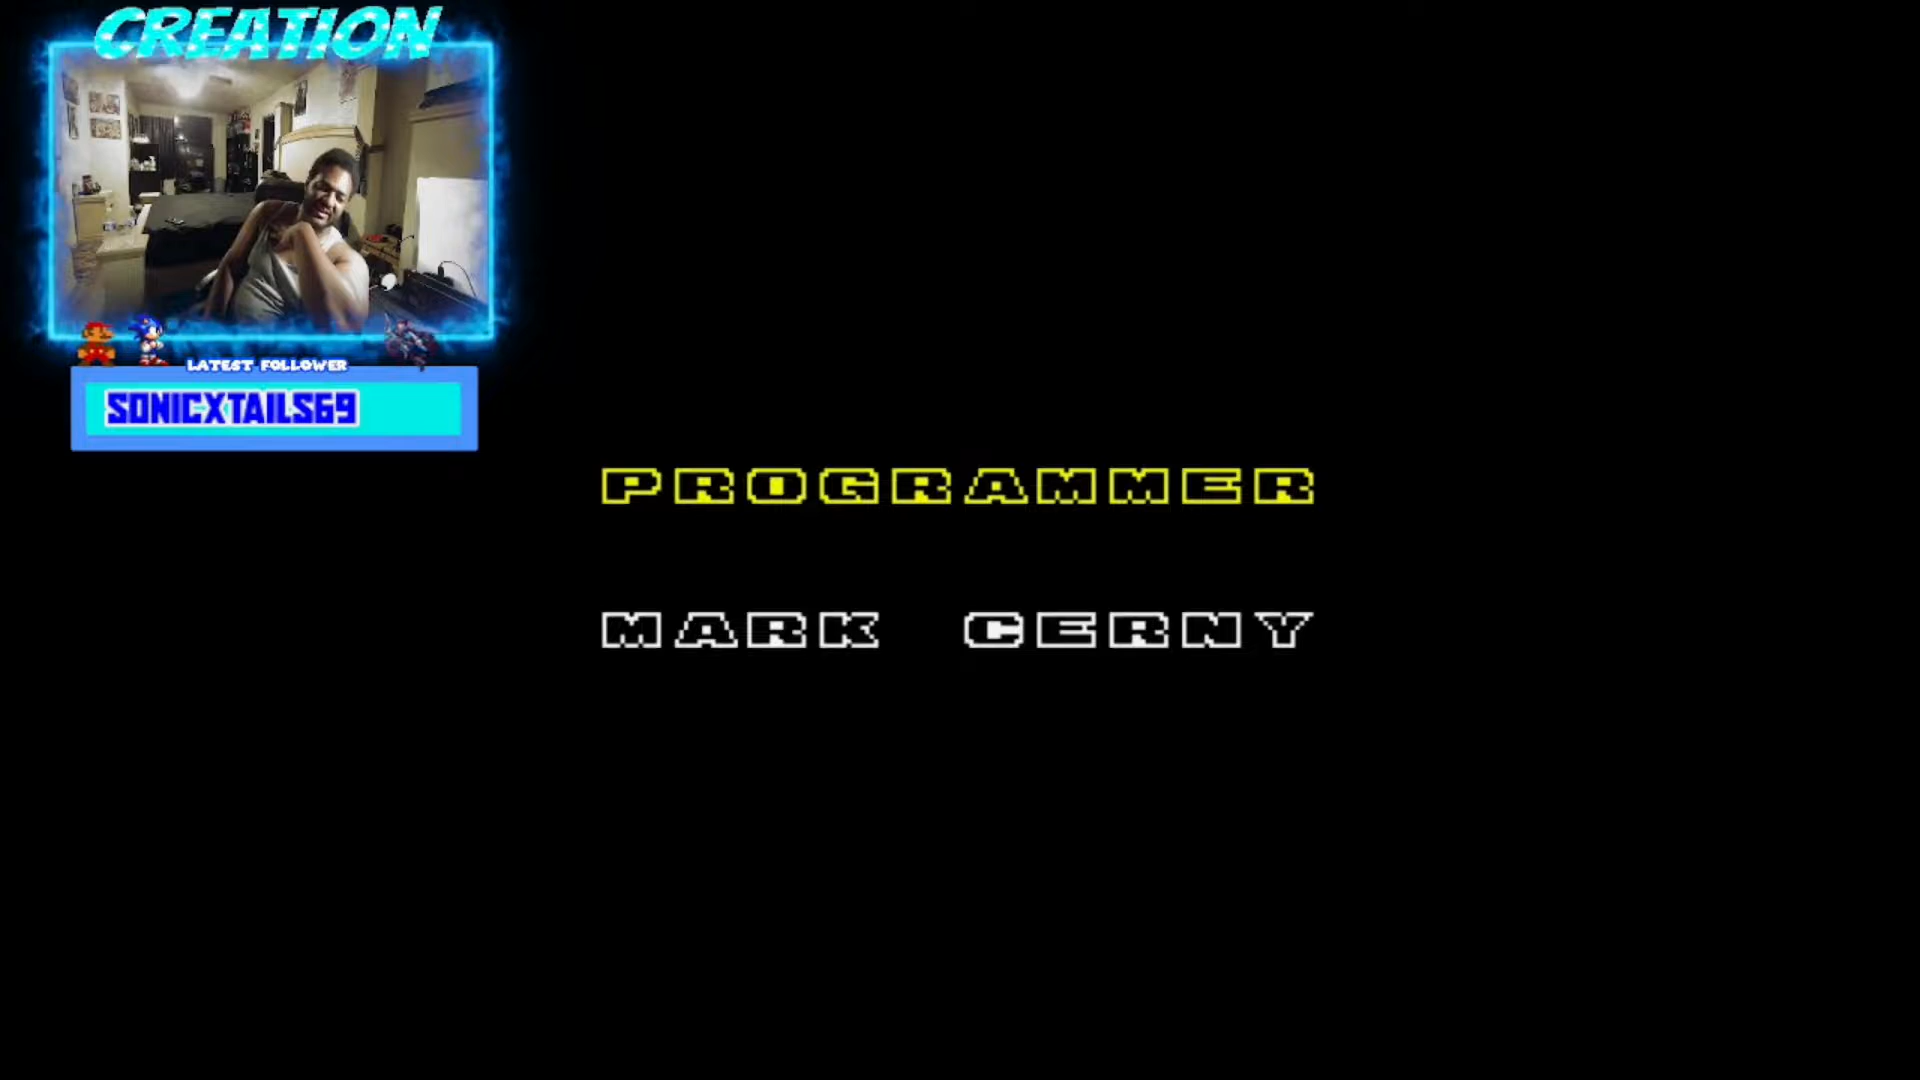 CREATION
LATEST FOLLOWER
SONICXTAILS69
PROGRAMMER
MARK CERNY